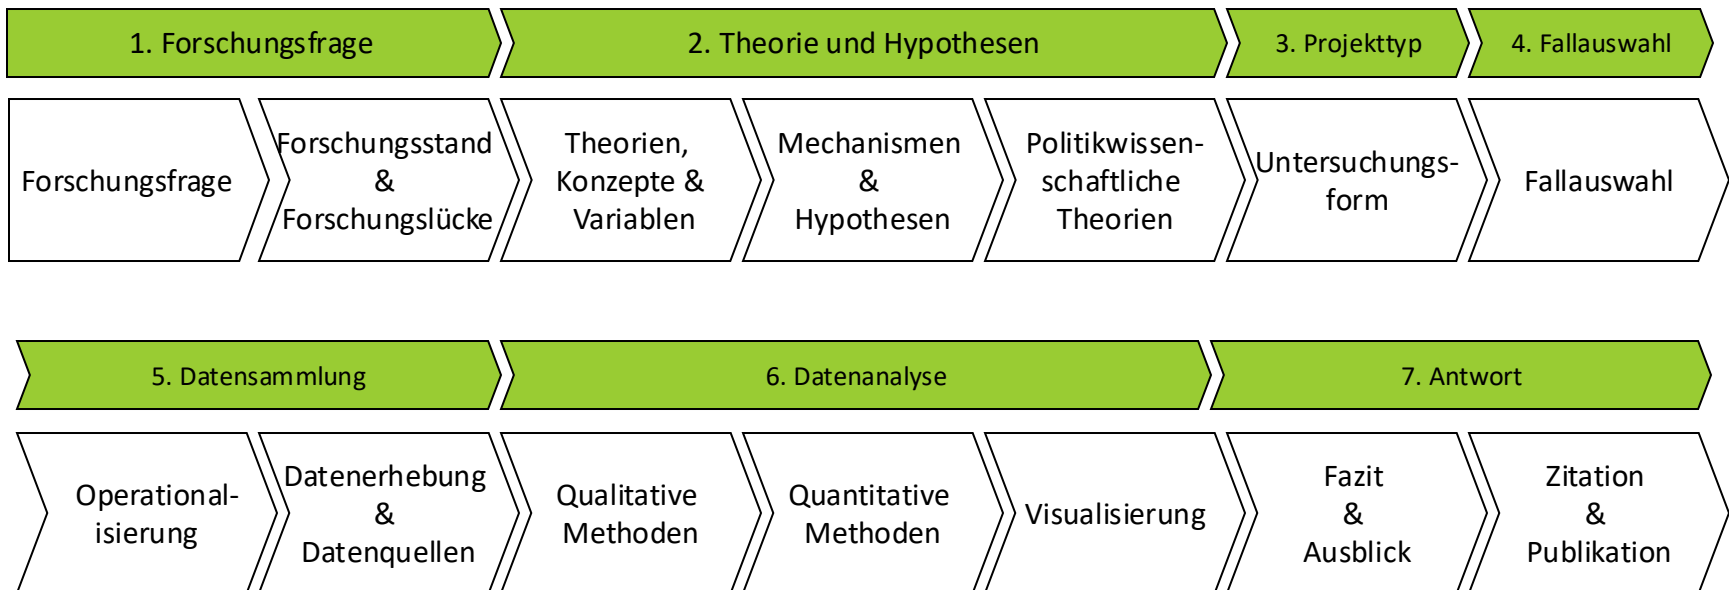 1. Forschungsfrage
2. Theorie und Hypothesen
3. Projekttyp
4. Fallauswahl
Forschungsfrage
Forschungsstand
&
Forschungslücke
Theorien,
Konzepte &
Variablen
Mechanismen
&
Hypothesen
Politikwissen-
schaftliche
Theorien
Untersuchungs-
form
Fallauswahl
5. Datensammlung
6. Datenanalyse
7. Antwort
Operational-
isierung
Datenerhebung
&
Datenquellen
Qualitative
Methoden
Quantitative
Methoden
Visualisierung
Fazit
&
Ausblick
Zitation
&
Publikation